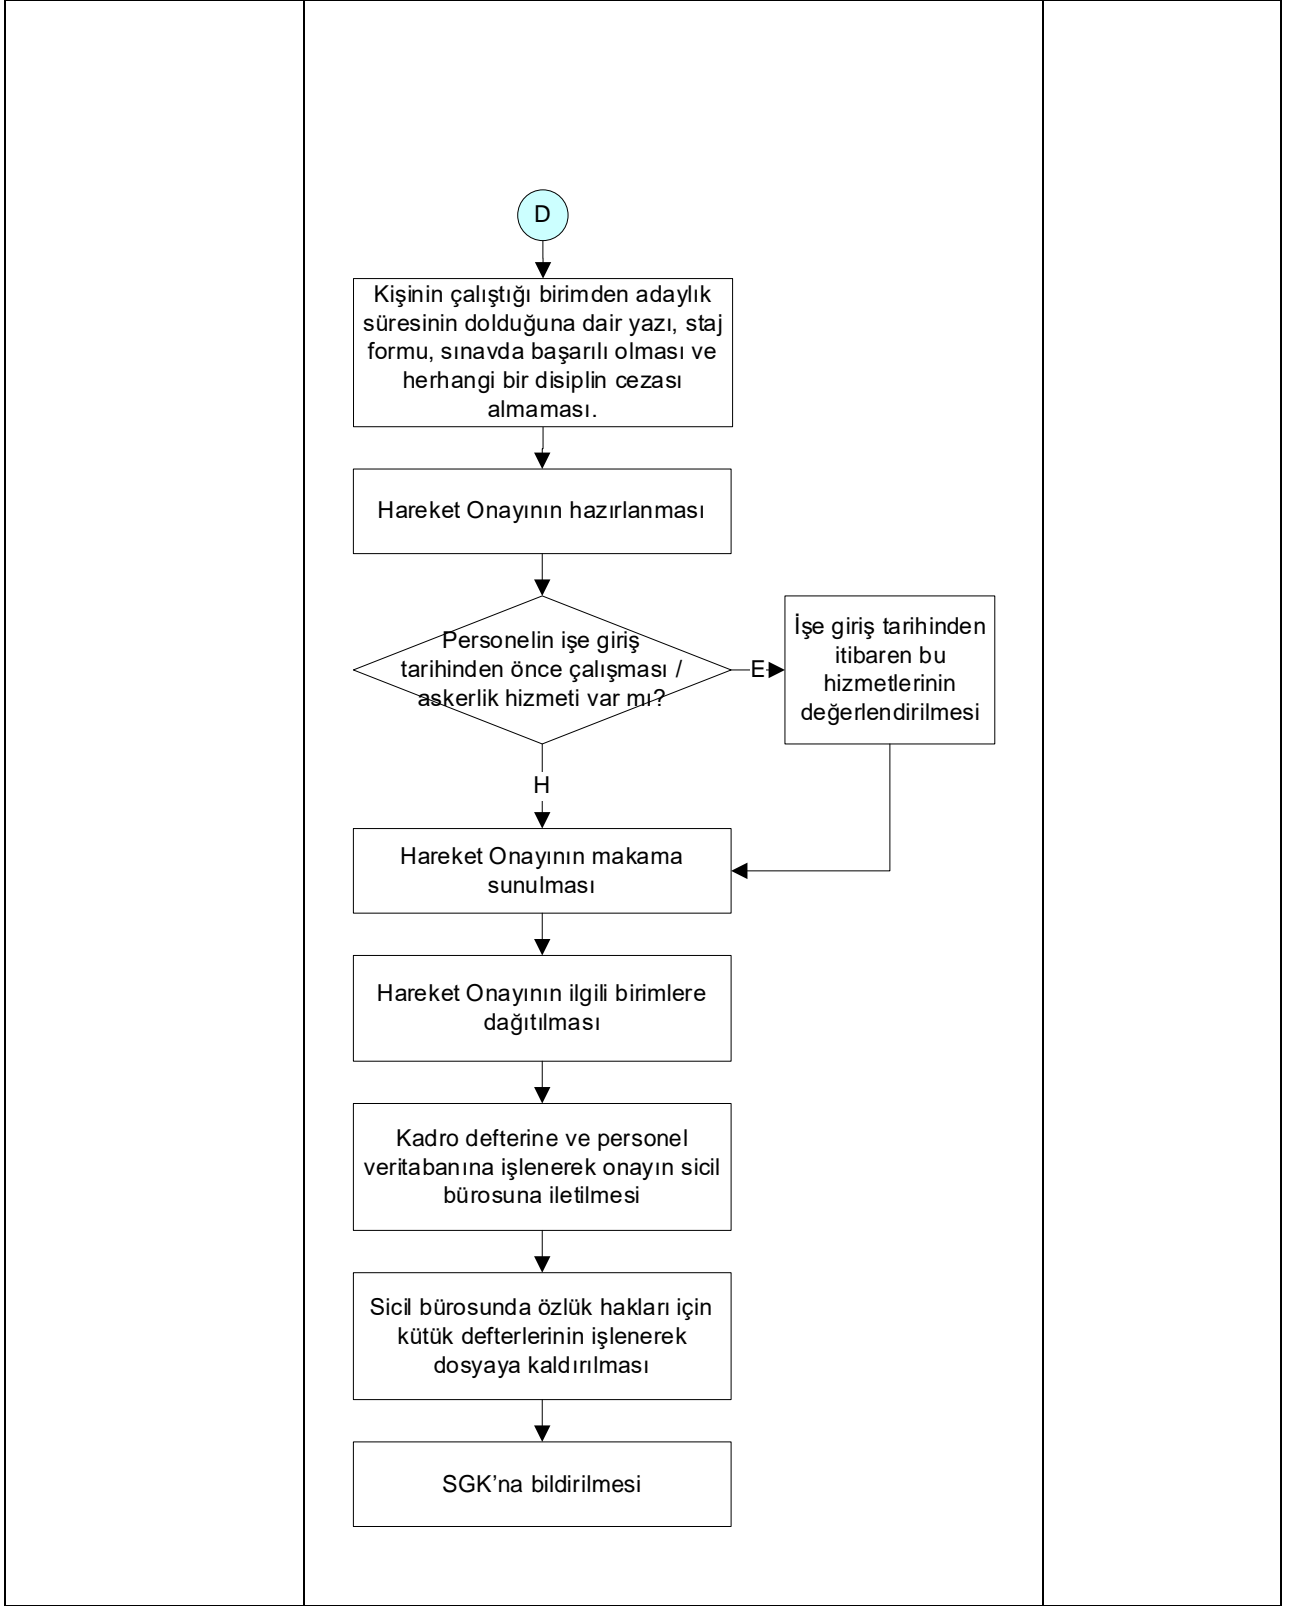 D
Kişinin çalıştığı birimden adaylık
süresinin dolduğuna dair yazı, staj
formu, sınavda başarılı olması ve
herhangi bir disiplin cezası
almaması.
Hareket Onayının hazırlanması
Personelin işe giriş
tarihinden önce çalışması /
askerlik hizmeti var mı?
E
İşe giriş tarihinden
itibaren bu
hizmetlerinin
değerlendirilmesi
H
Hareket Onayının makama
sunulması
Hareket Onayının ilgili birimlere
dağıtılması
Kadro defterine ve personel
veritabanına işlenerek onayın sicil
bürosuna iletilmesi
Sicil bürosunda özlük hakları için
kütük defterlerinin işlenerek
dosyaya kaldırılması
SGK’na bildirilmesi